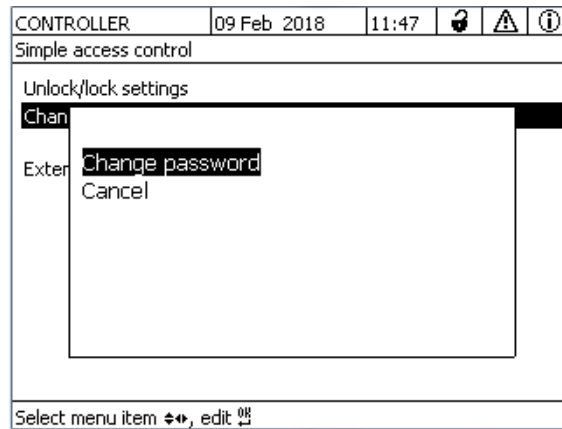 CONTROLLER 09 Feb 2018 11:47
Simple access control
Unlock/lock settings
Chan
Change password
Exter
Cancel
Select menu item, edit OK